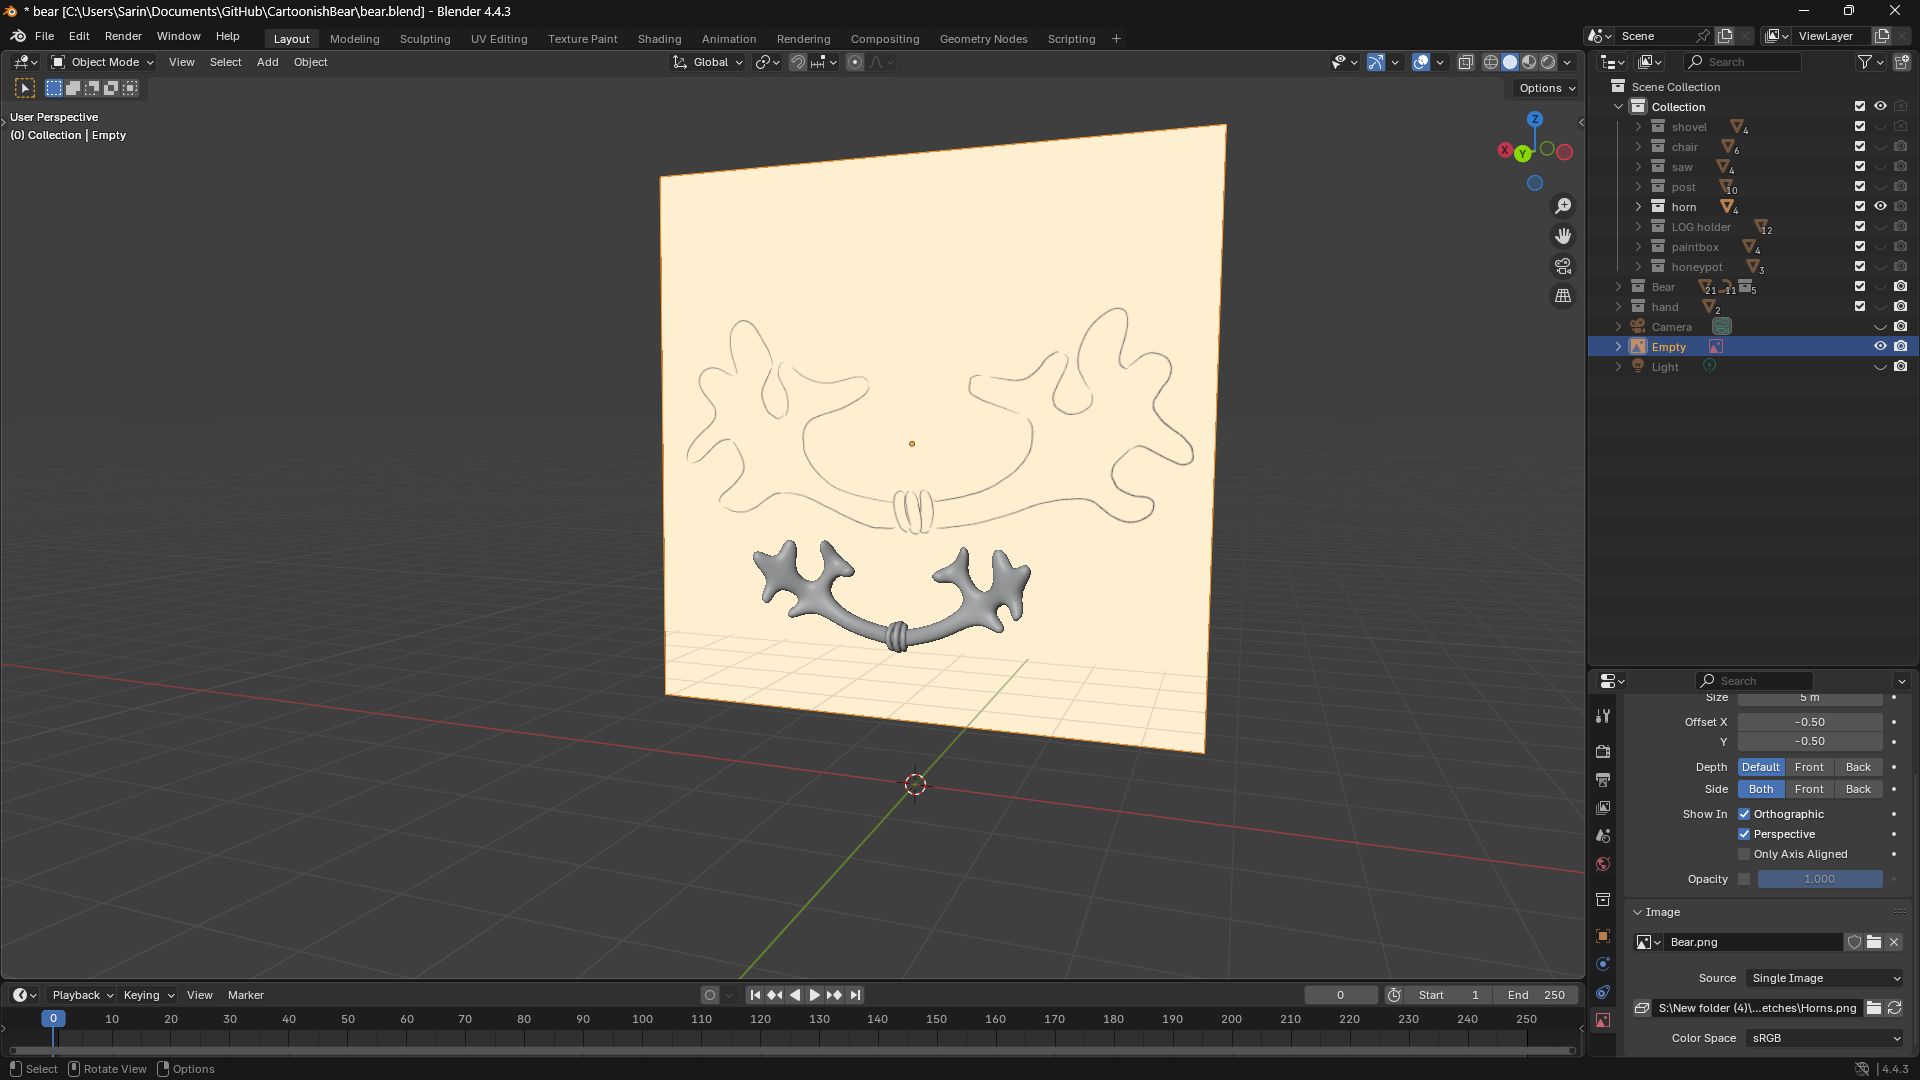 * bear [C:\Users\Sarin\Documents\GitHub\CartoonishBear\bear.blend] - Blender 4.4.3
File Edit Render Window Help Layout Modeling Sculpting UV Editing Texture Paint Shading Animation Rendering Compositing Geometry Nodes Scripting + Scene ViewLayer
Object Mode View Select Add Object Global Search
Options
User Perspective
(0) Collection | Empty
Z
X
Y
Scene Collection
Collection
shovel 4
chair 6
saw 4
post 10
horn 4
LOG holder 12
paintbox 4
honeypot 3
Bear 21 11 5
hand 2
Camera
Empty
Light
Search
Size 5 m
Offset X -0.50
Y -0.50
Depth Default Front Back
Side Both Front Back
Show In Orthographic
Perspective
Only Axis Aligned
Opacity 1.000
Image
Bear.png
Source Single Image
S:\New folder (4)\...etches\Horns.png
Color Space sRGB
Playback Keying View Marker 0 Start 1 End 250
0 10 20 30 40 50 60 70 80 90 100 110 120 130 140 150 160 170 180 190 200 210 220 230 240 250
Select Rotate View Options 4.4.3